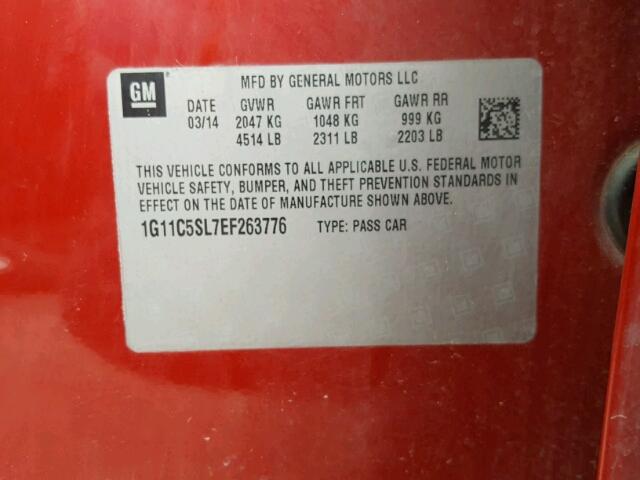 GM
MFD BY GENERAL MOTORS LLC
DATE GVWR GAWR FRT GAWR RR
03/14 2047 KG 1048 KG 999 KG
4514 LB 2311 LB 2203 LB
THIS VEHICLE CONFORMS TO ALL APPLICABLE U.S. FEDERAL MOTOR
VEHICLE SAFETY, BUMPER, AND THEFT PREVENTION STANDARDS IN
EFFECT ON THE DATE OF MANUFACTURE SHOWN ABOVE.
1G11C5SL7EF263776 TYPE: PASS CAR